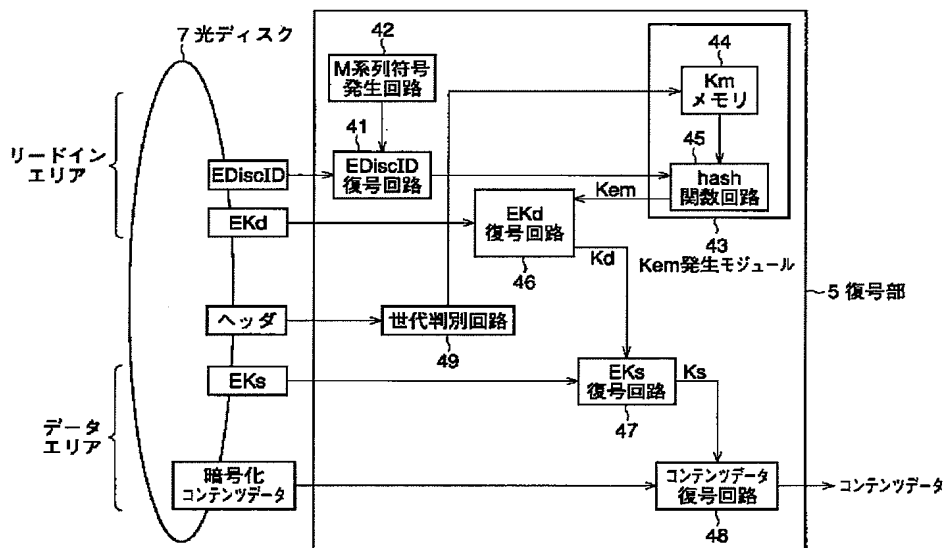 7 光ディスク
リードイン
エリア
EDiscID
EKd
ヘッダ
データ
エリア
EKs
暗号化
コンテンツデータ
42
M系列符号
発生回路
41
EDiscID
復号回路
44
Km
メモリ
45
hash
関数回路
43
Kem発生モジュール
Kem
EKd
復号回路
46
Kd
世代判別回路
49
5 復号部
EKs
復号回路
47
Ks
コンテンツデータ
復号回路
48
コンテンツデータ